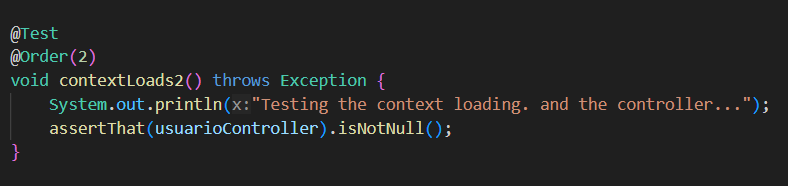 @Test
@Order(2)
void contextLoads2() throws Exception {
    System.out.println(x:"Testing the context loading. and the controller...");
    assertThat(usuarioController).isNotNull();
}